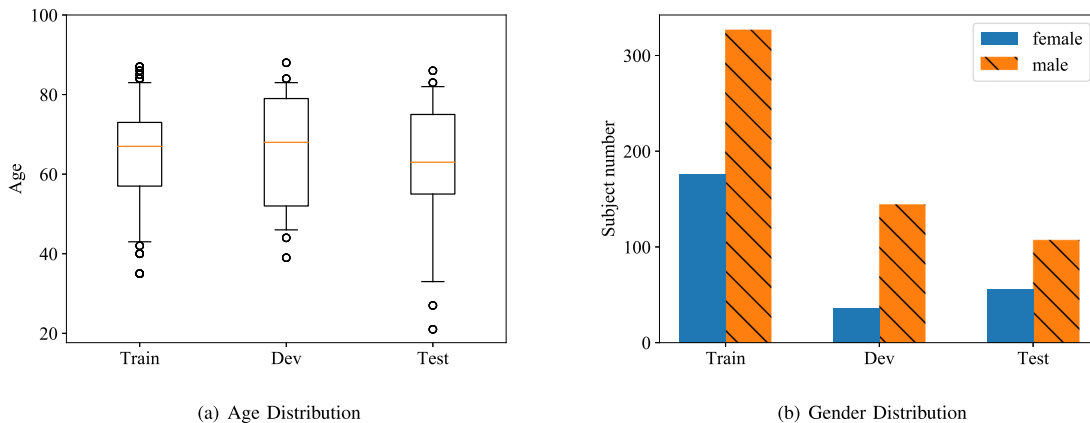 100
80
60
40
20
Age
Train
Dev
Test
(a) Age Distribution
300
200
100
0
Subject number
female
male
Train
Dev
Test
(b) Gender Distribution